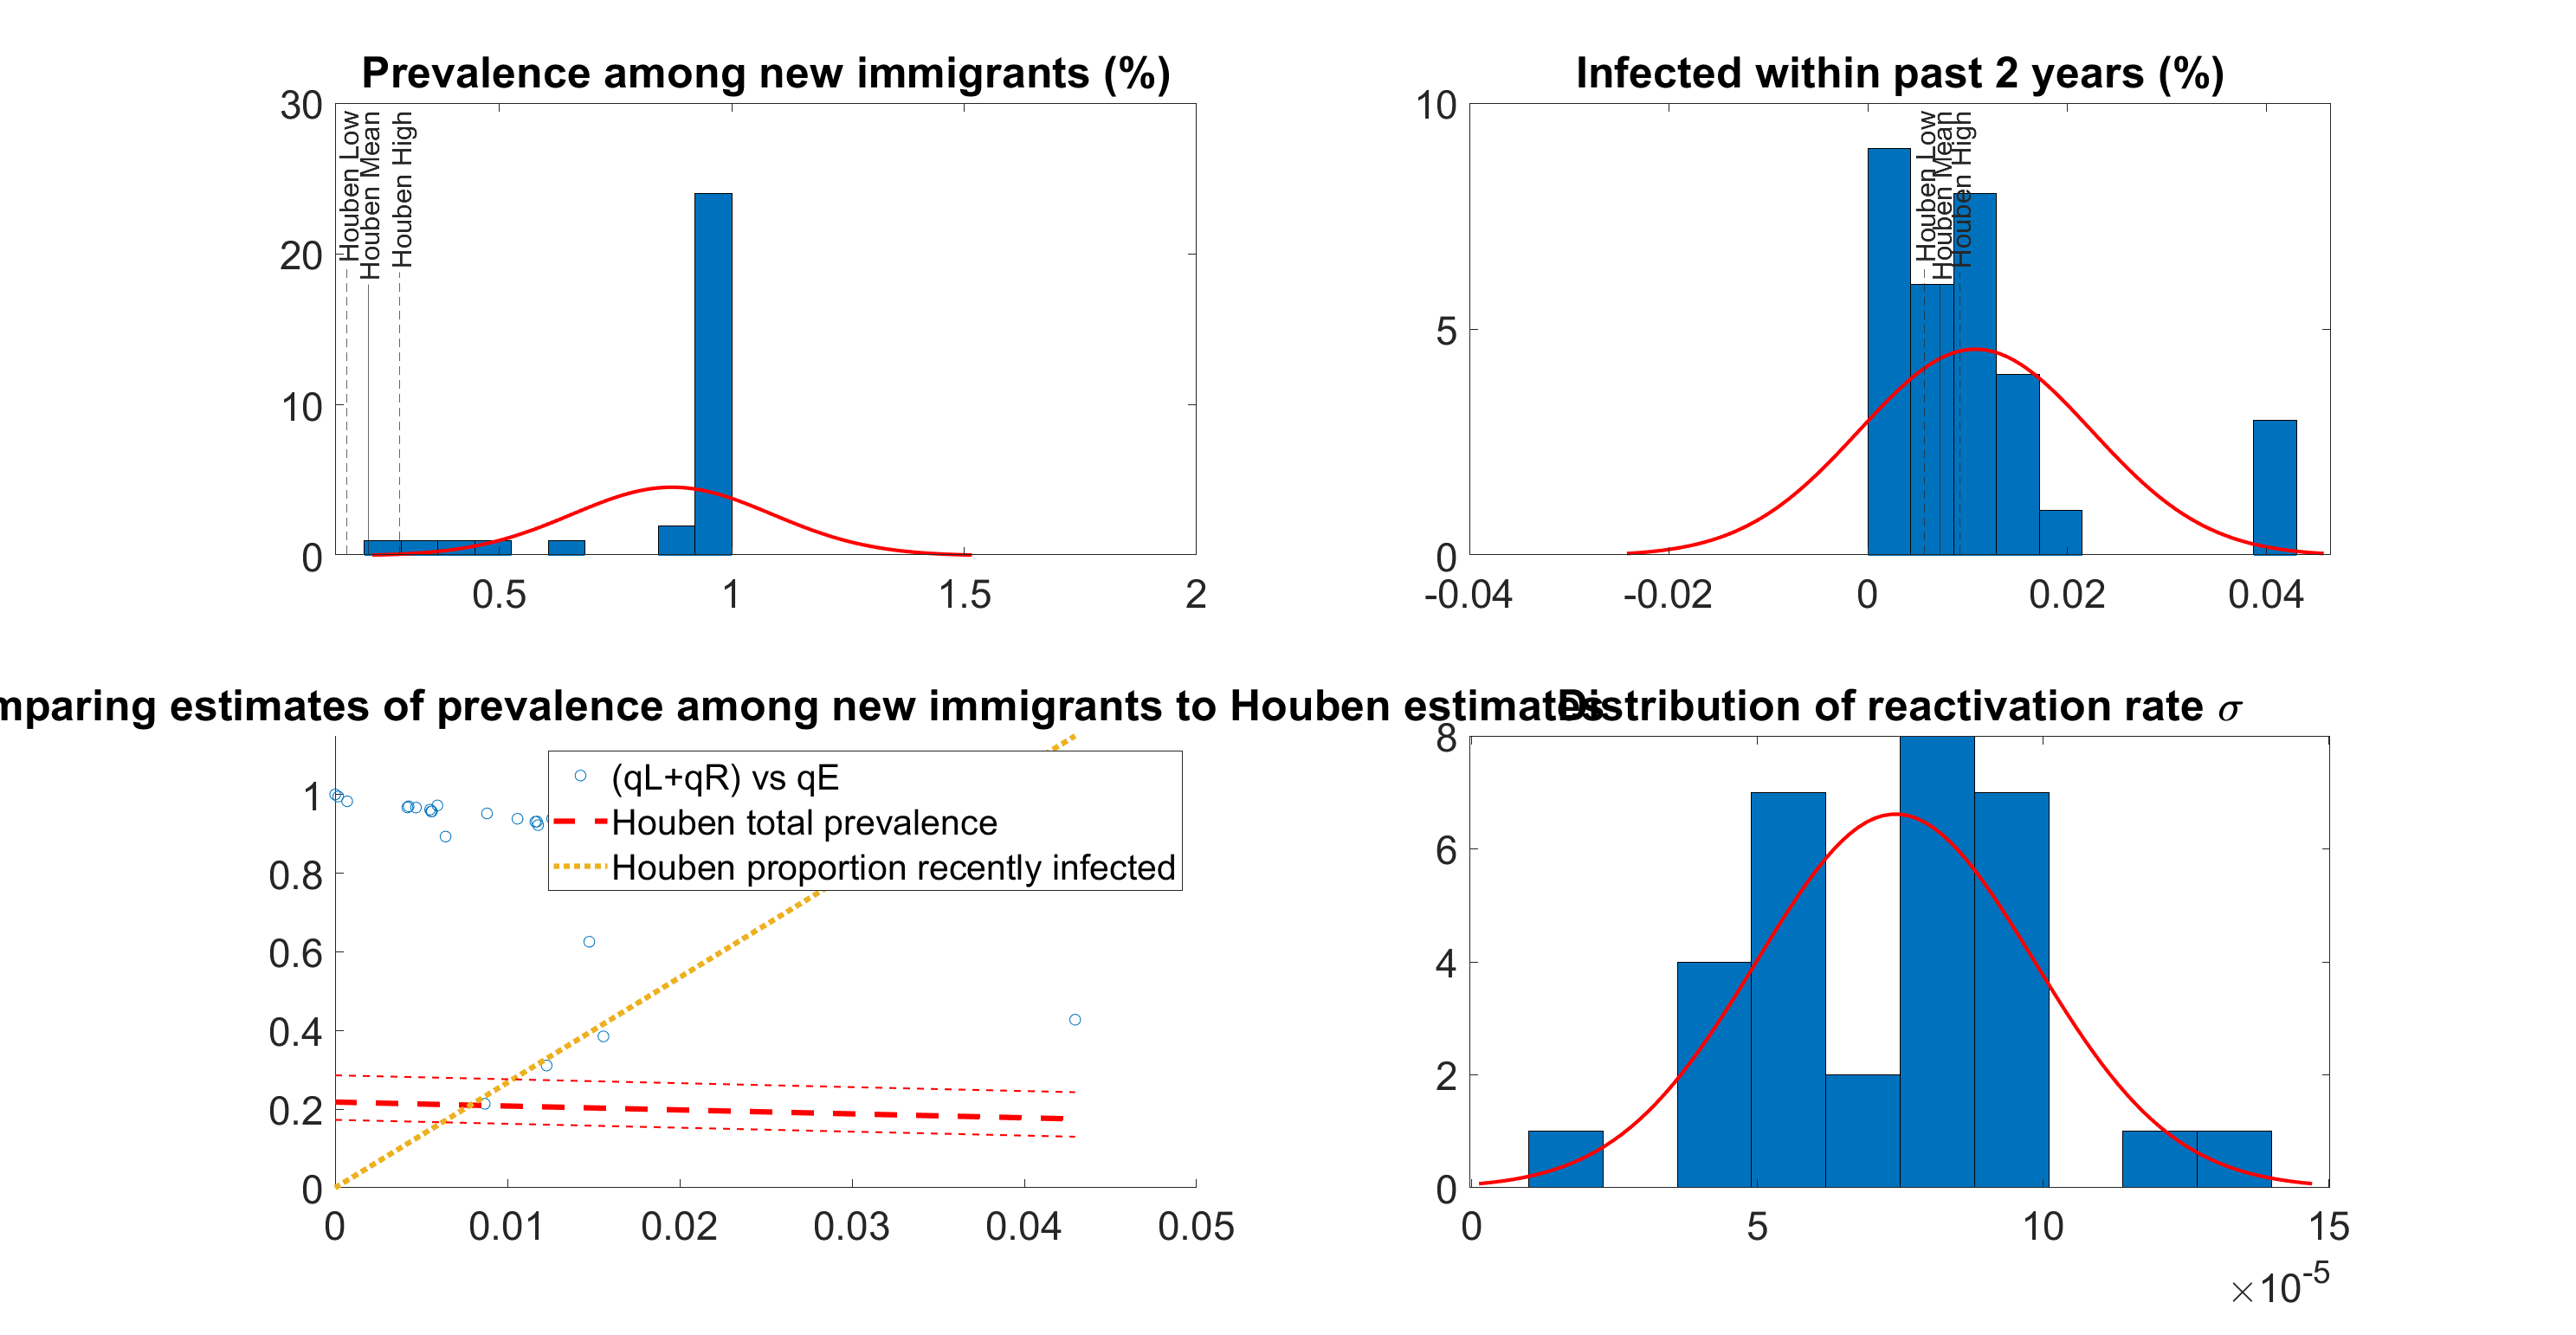 Prevalence among new immigrants (%)
30
20
10
0
Houben Low
Houben Mean
Houben High
0.5
1
1.5
2
Infected within past 2 years (%)
10
5
0
Houben Low
Houben Mean
Houben High
-0.04
-0.02
0
0.02
0.04
mparing estimates of prevalence among new immigrants to Houben estimates
1
0.8
0.6
0.4
0.2
0
(qL+qR) vs qE
Houben total prevalence
Houben proportion recently infected
0
0.01
0.02
0.03
0.04
0.05
Distribution of reactivation rate σ
8
6
4
2
0
0
5
10
15
×10-5